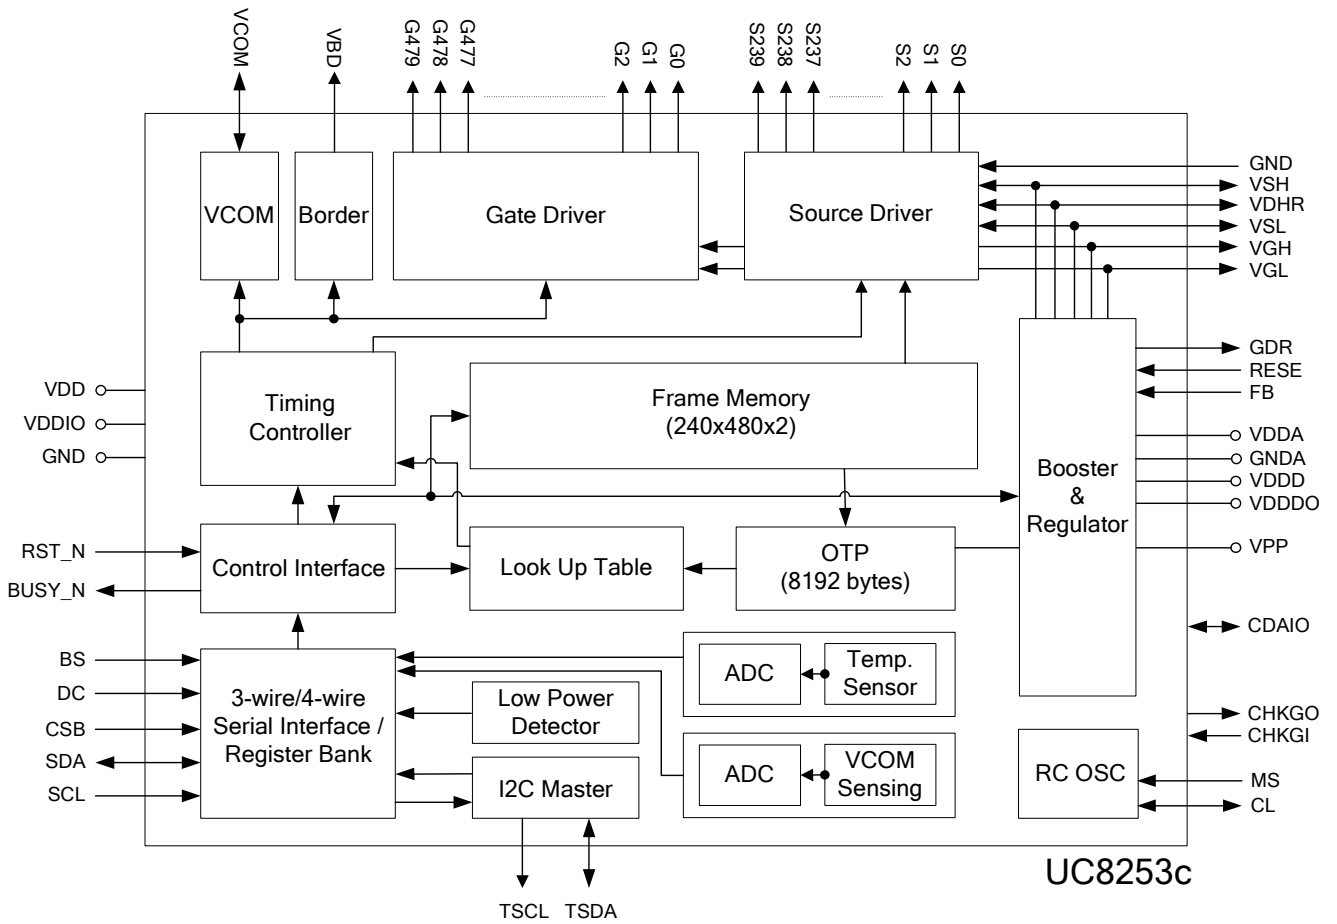 VCOM
VBD
G479
G478
G477
G2
G1
G0
S239
S238
S237
S2
S1
S0
VCOM
Border
Gate Driver
Source Driver
GND
VSH
VDHR
VSL
VGH
VGL
VDD
VDDIO
GND
Timing
Controller
Frame Memory
(240x480x2)
Booster
&
Regulator
GDR
RESE
FB
VDDA
GNDA
VDDD
VDDDO
VPP
RST_N
BUSY_N
Control Interface
Look Up Table
OTP
(8192 bytes)
CDAIO
BS
DC
CSB
SDA
SCL
3-wire/4-wire
Serial Interface /
Register Bank
ADC
Temp.
Sensor
Low Power
Detector
ADC
VCOM
Sensing
I2C Master
RC OSC
CHKGO
CHKGI
MS
CL
UC8253c
TSCL
TSDA